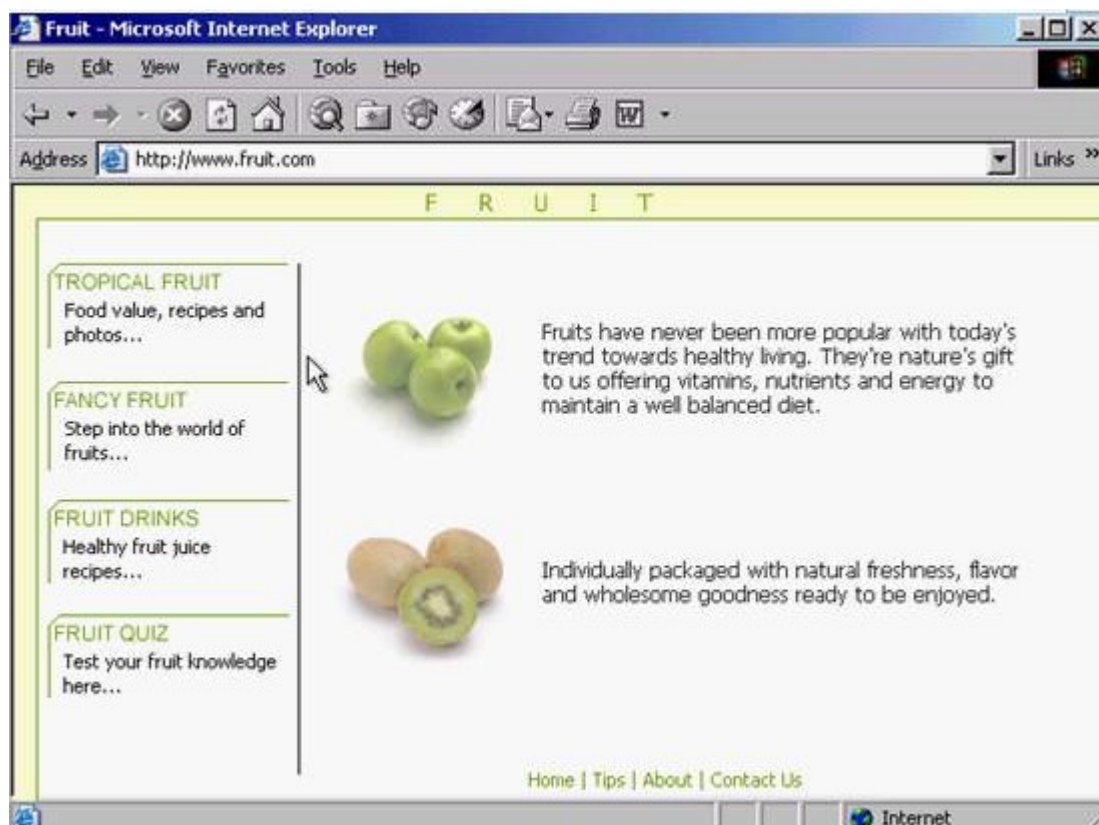 Fruit - Microsoft Internet Explorer
File Edit View Favorites Tools Help
Address http://www.fruit.com Links »
F R U I T
TROPICAL FRUIT
Food value, recipes and
photos...
FANCY FRUIT
Step into the world of
fruits...
FRUIT DRINKS
Healthy fruit juice
recipes...
FRUIT QUIZ
Test your fruit knowledge
here...
Fruits have never been more popular with today's
trend towards healthy living. They're nature's gift
to us offering vitamins, nutrients and energy to
maintain a well balanced diet.
Individually packaged with natural freshness, flavor
and wholesome goodness ready to be enjoyed.
Home | Tips | About | Contact Us
Internet